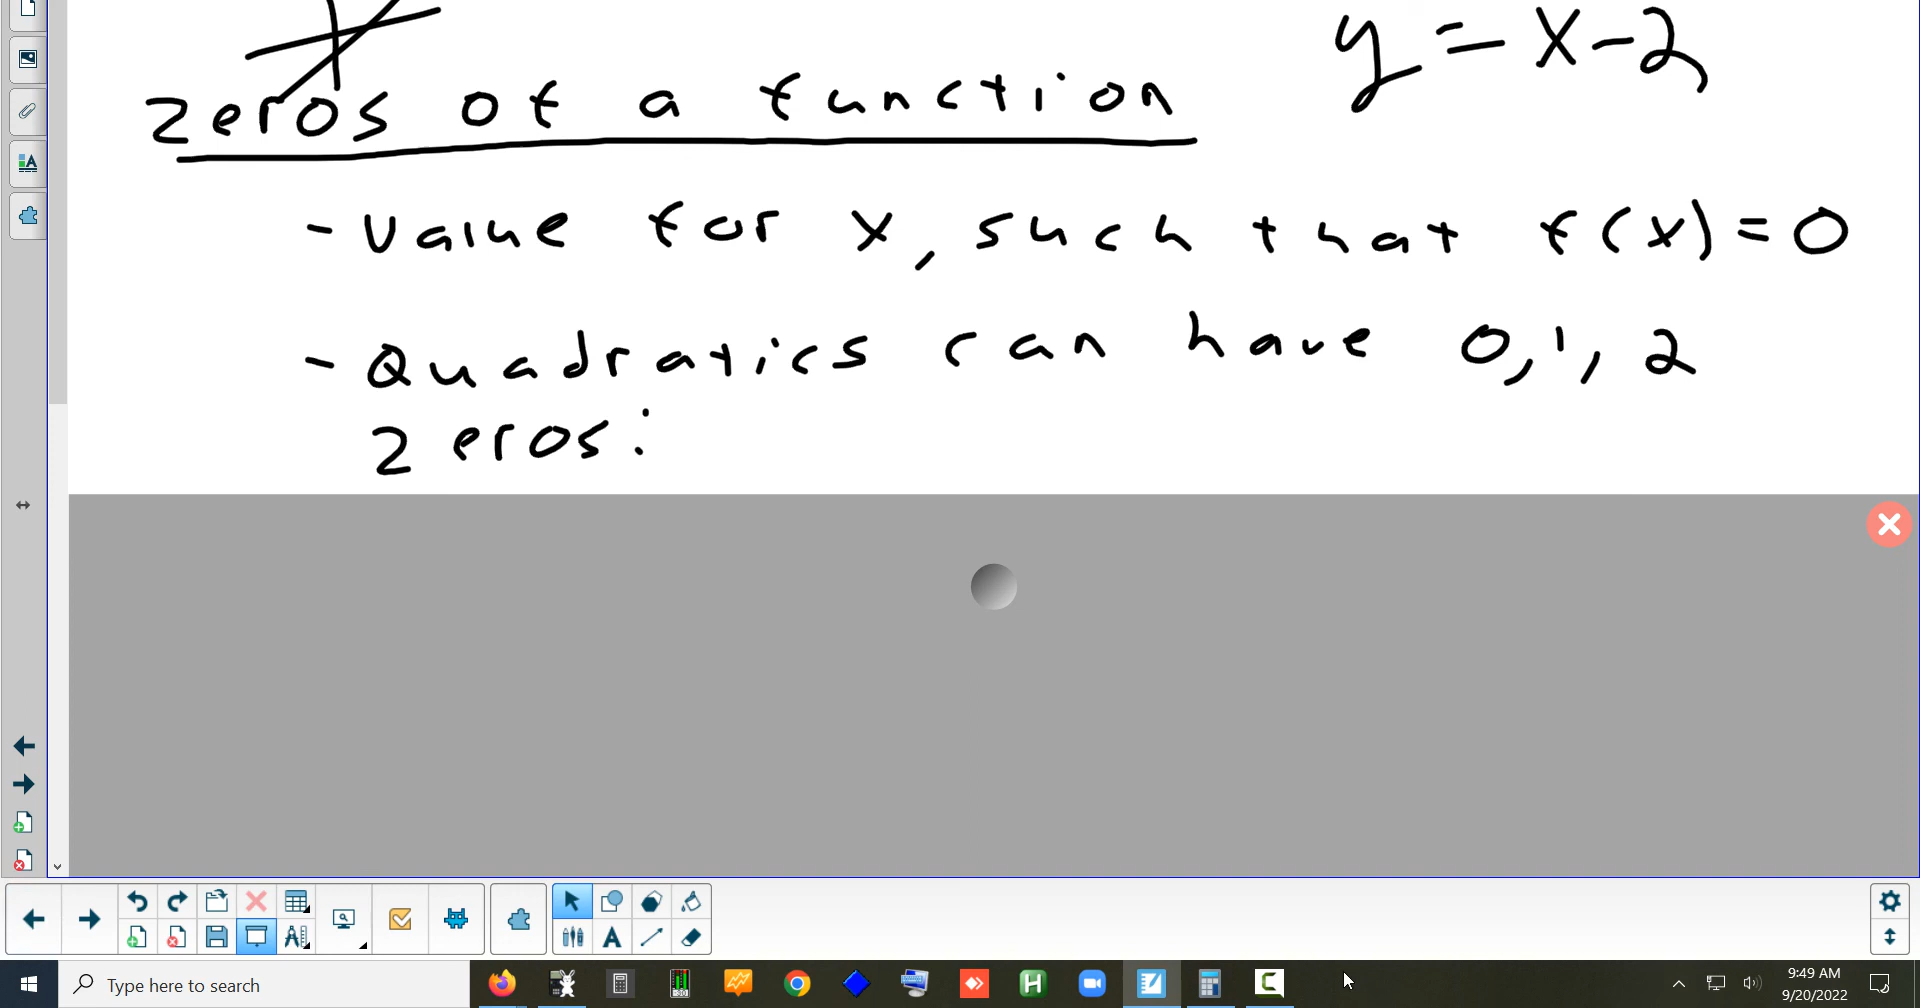 y = x - 2
zeros of a function
- Value for x, such that f(x) = 0
- Quadratics can have 0, 1, 2
zeros:
Type here to search
9:49 AM
9/20/2022